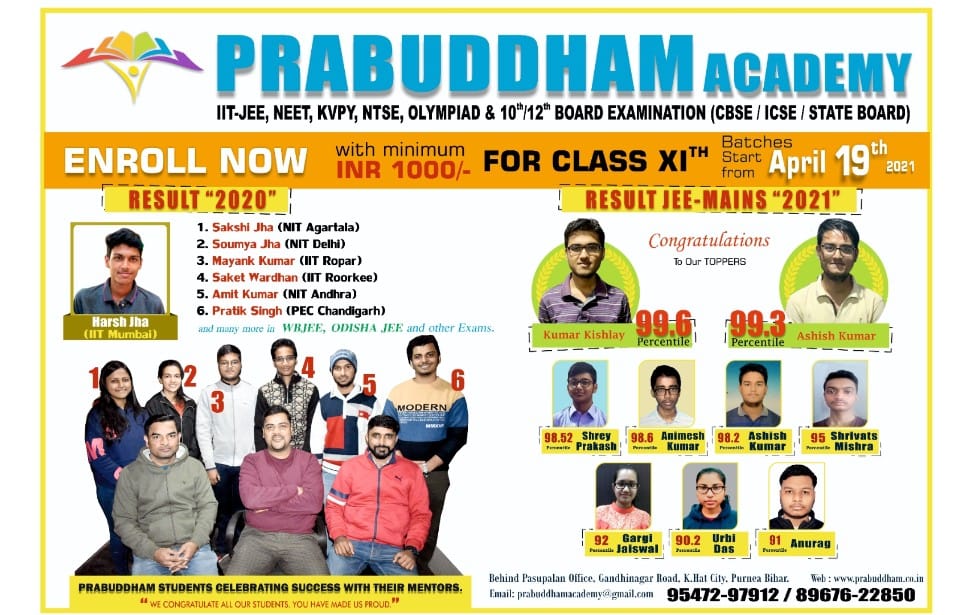 PRABUDDHAM ACADEMY
IIT-JEE, NEET, KVPY, NTSE, OLYMPIAD & 10th/12th BOARD EXAMINATION (CBSE / ICSE / STATE BOARD)
ENROLL NOW with minimum INR 1000/- FOR CLASS XITH Batches Start from April 19th 2021
RESULT "2020"
1. Sakshi Jha (NIT Agartala)
2. Soumya Jha (NIT Delhi)
3. Mayank Kumar (IIT Ropar)
4. Saket Wardhan (IIT Roorkee)
5. Amit Kumar (NIT Andhra)
6. Pratik Singh (PEC Chandigarh)
and many more in WBJEE, ODISHA JEE and other Exams.
Harsh Jha
(IIT Mumbai)
1 2 3 4 5 6
MODERN
PRABUDDHAM STUDENTS CELEBRATING SUCCESS WITH THEIR MENTORS.
"WE CONGRATULATE ALL OUR STUDENTS. YOU HAVE MADE US PROUD."
RESULT JEE-MAINS "2021"
Congratulations
To Our TOPPERS
Kumar Kishlay 99.6 Percentile
99.3 Percentile Ashish Kumar
98.52 Percentile Shrey Prakash
98.6 Percentile Animesh Kumar
98.2 Percentile Ashish Kumar
95 Percentile Shrivats Mishra
92 Percentile Gargi Jaiswal
90.2 Percentile Urbi Das
91 Percentile Anurag
Behind Pasupalan Office, Gandhinagar Road, K.Hat City, Purnea Bihar. Web : www.prabuddham.co.in
Email: prabuddhamacademy@gmail.com 95472-97912 / 89676-22850